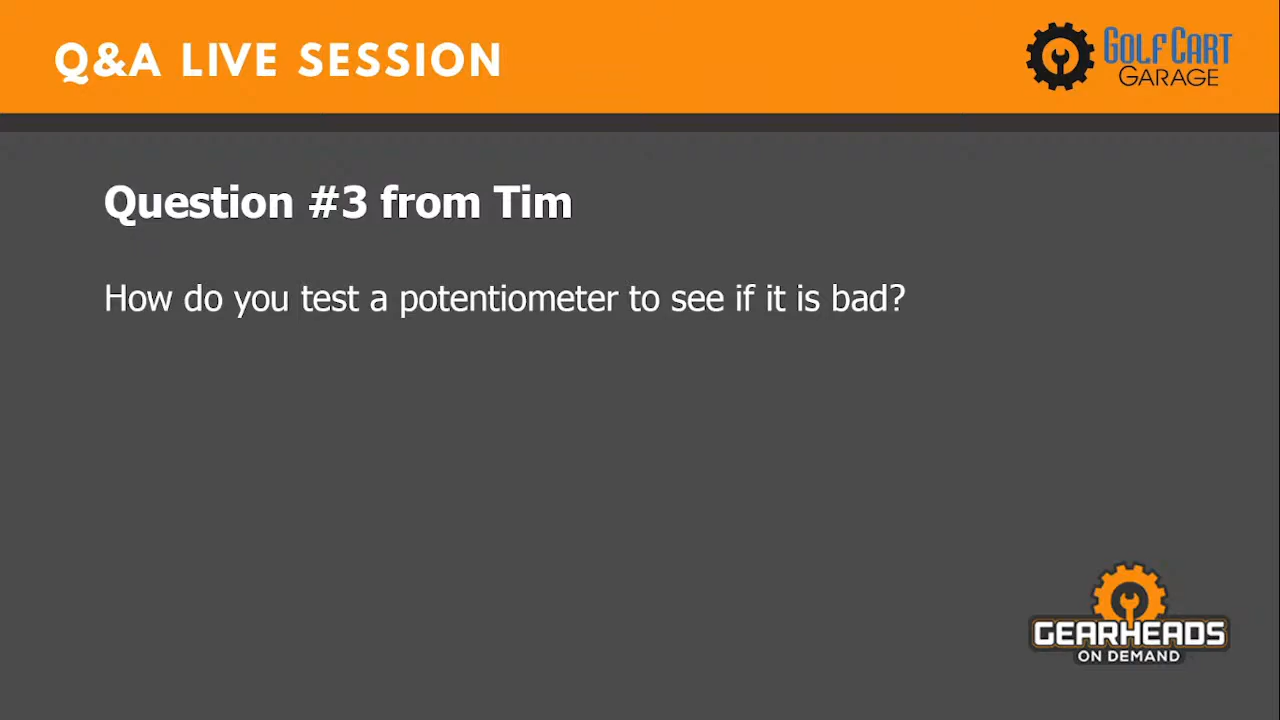 Q&A LIVE SESSION
GOLF CART
GARAGE
Question #3 from Tim
How do you test a potentiometer to see if it is bad?
GEARHEADS
ON DEMAND